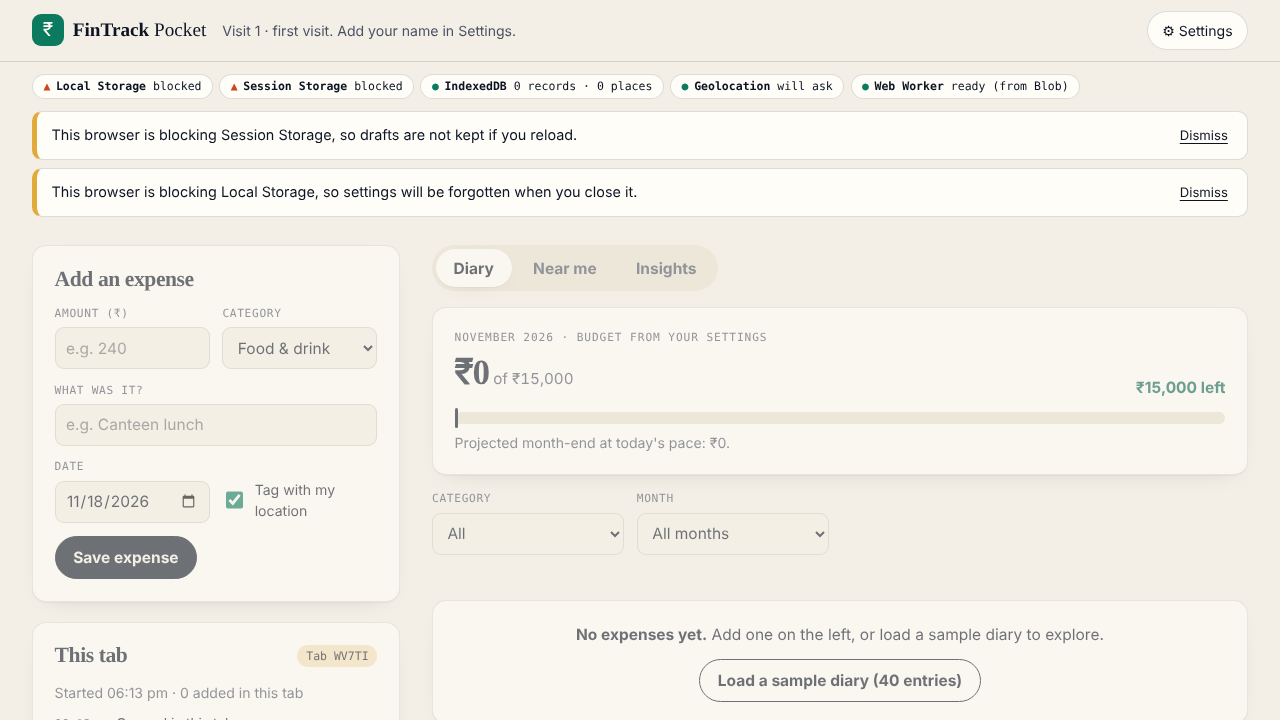 ₹ FinTrack Pocket Visit 1 · first visit. Add your name in Settings. ⚙ Settings
▲ Local Storage blocked ▲ Session Storage blocked ● IndexedDB 0 records · 0 places ● Geolocation will ask ● Web Worker ready (from Blob)
This browser is blocking Session Storage, so drafts are not kept if you reload. Dismiss
This browser is blocking Local Storage, so settings will be forgotten when you close it. Dismiss
Add an expense
AMOUNT (₹) CATEGORY
e.g. 240 Food & drink
WHAT WAS IT?
e.g. Canteen lunch
DATE
11/18/2026 Tag with my
location
Save expense
This tab Tab WV7TI
Started 06:13 pm · 0 added in this tab
Diary Near me Insights
NOVEMBER 2026 · BUDGET FROM YOUR SETTINGS
₹0 of ₹15,000
₹15,000 left
Projected month-end at today's pace: ₹0.
CATEGORY MONTH
All All months
No expenses yet. Add one on the left, or load a sample diary to explore.
Load a sample diary (40 entries)